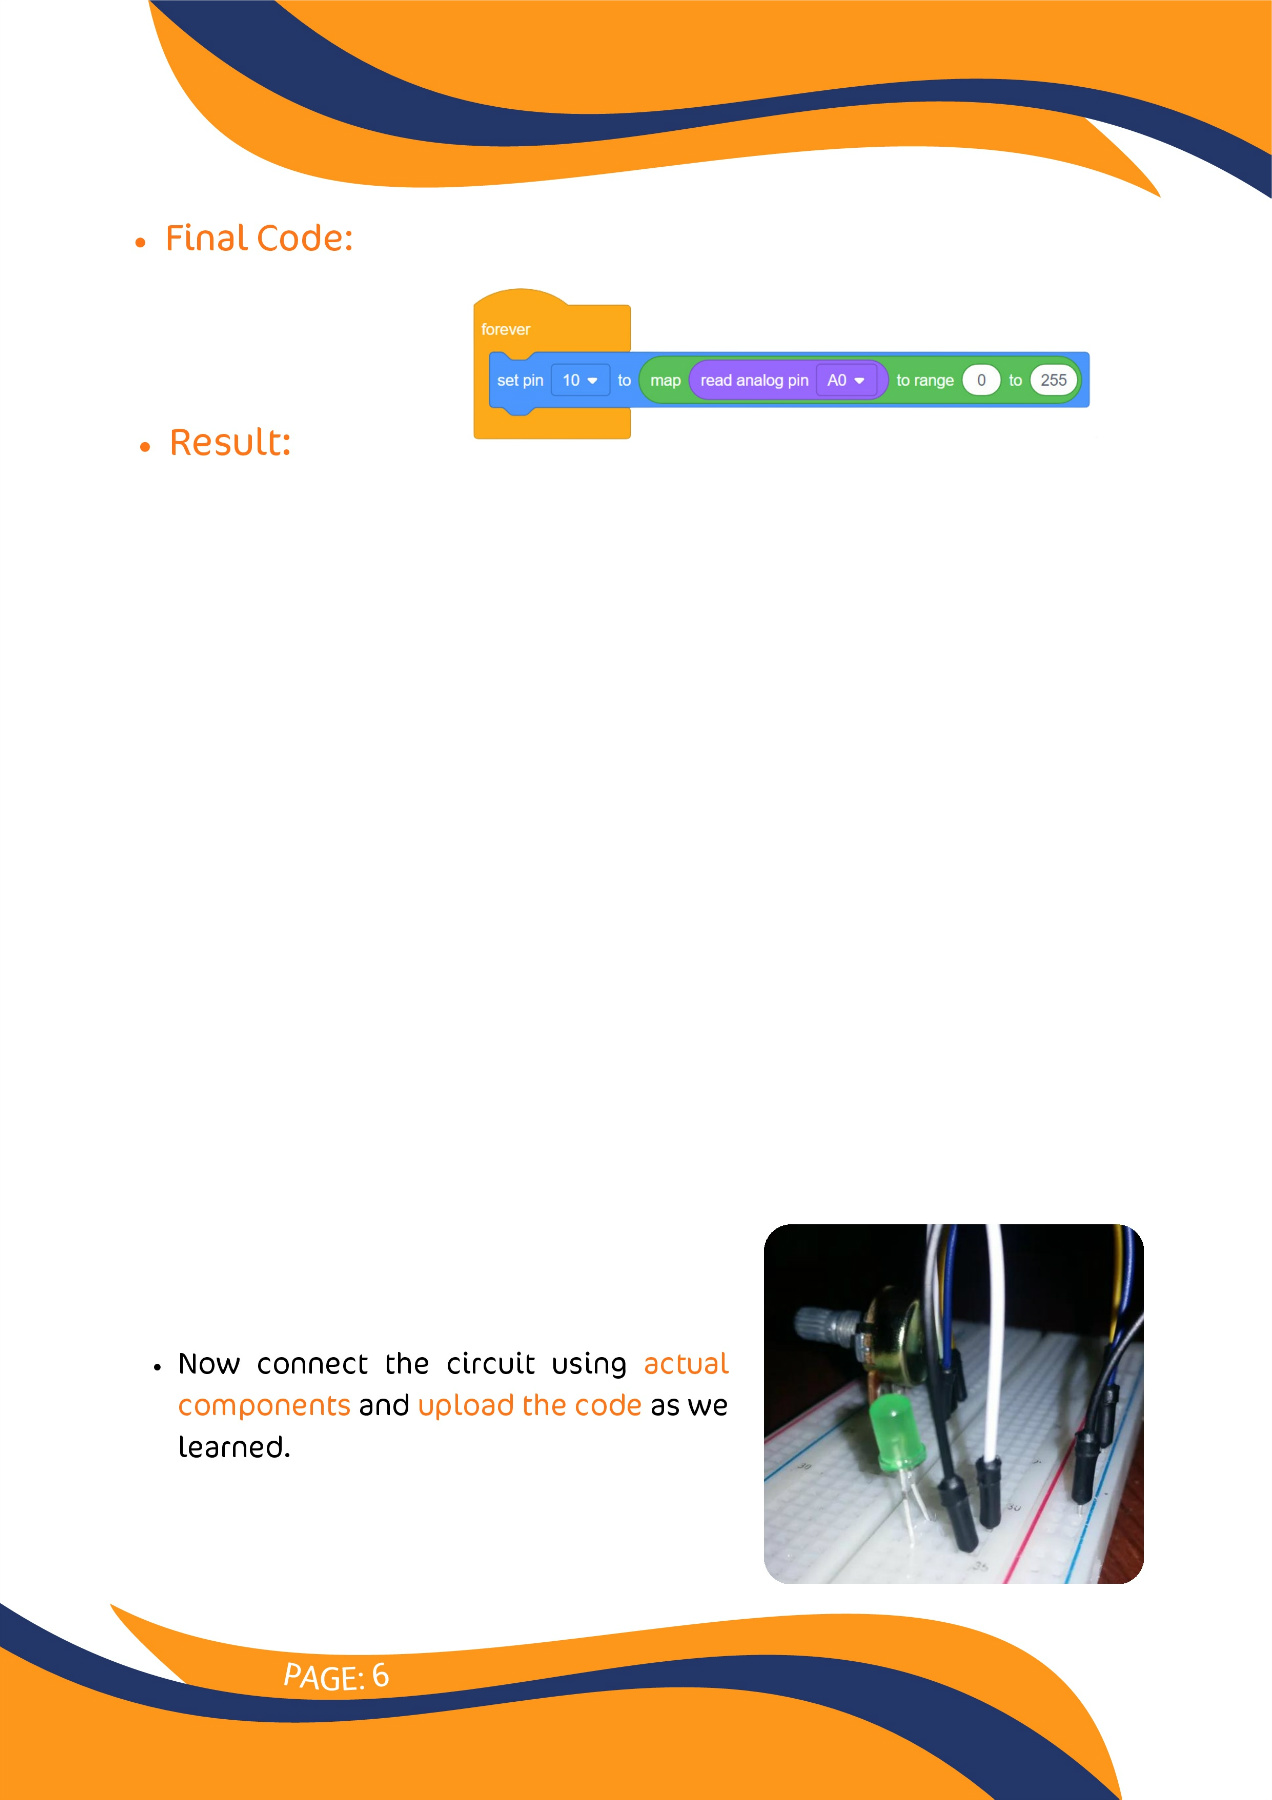 • Final Code:
forever
set pin 10 to map read analog pin A0 to range 0 to 255
• Result:
• Now connect the circuit using actual
components and upload the code as we
learned.
PAGE: 6